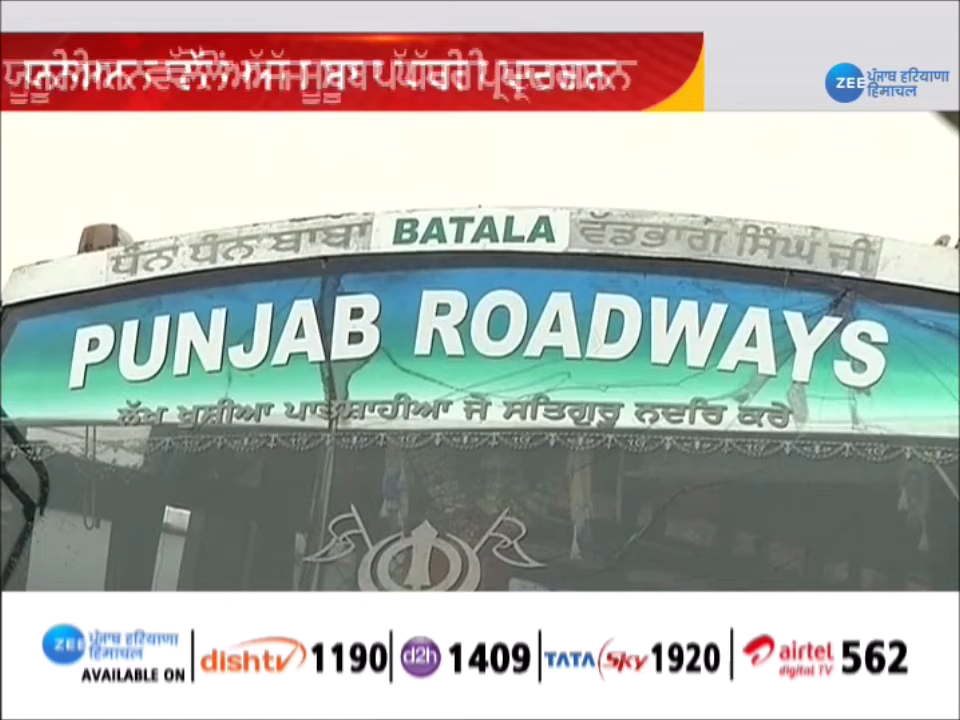 ZEE ਪੰਜਾਬ ਹਰਿਆਣਾ
ਹਿਮਾਚਲ
ਧੰਨ ਧੰਨ ਬਾਬਾ BATALA ਵੱਡਭਾਗ ਸਿੰਘ ਜੀ
PUNJAB ROADWAYS
ਲੱਖ ਖੁਸ਼ੀਆ ਪਾਤਸ਼ਾਹੀਆ ਜੇ ਸਤਿਗੁਰੂ ਨਦਰਿ ਕਰੇ
ZEE ਪੰਜਾਬ ਹਰਿਆਣਾ
ਹਿਮਾਚਲ
AVAILABLE ON
dishtv 1190
d2h 1409
TATA Sky 1920
airtel
digital TV 562